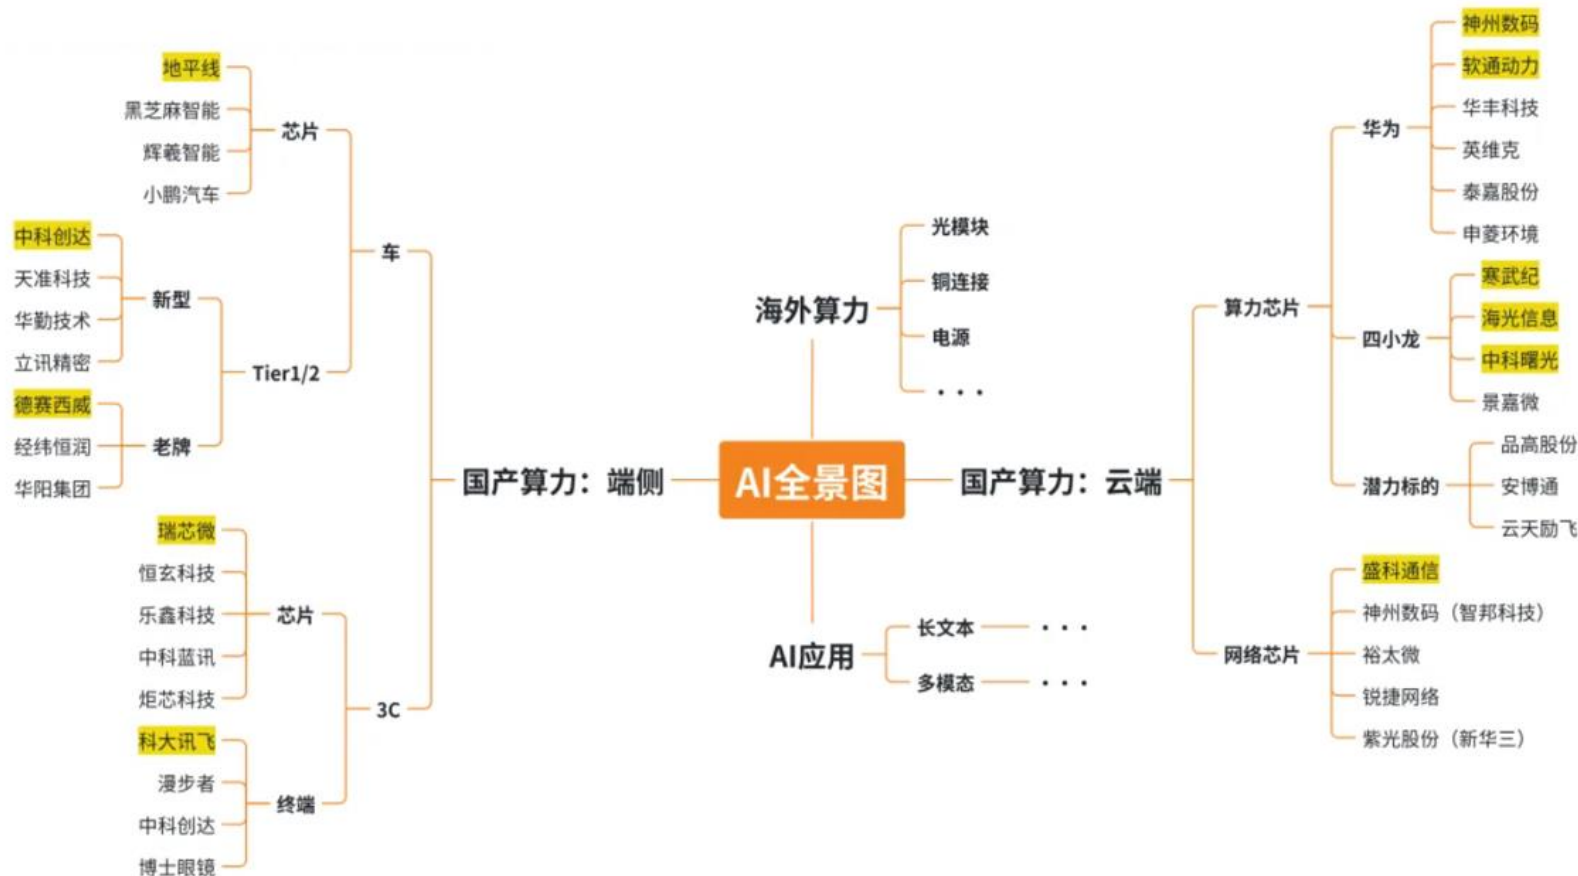 AI全景图
海外算力
光模块
铜连接
电源
···
国产算力：云端
算力芯片
华为
神州数码
软通动力
华丰科技
英维克
泰嘉股份
申菱环境
四小龙
寒武纪
海光信息
中科曙光
景嘉微
潜力标的
品高股份
安博通
云天励飞
网络芯片
盛科通信
神州数码（智邦科技）
裕太微
锐捷网络
紫光股份（新华三）
AI应用
长文本
···
多模态
···
国产算力：端侧
车
芯片
地平线
黑芝麻智能
辉羲智能
小鹏汽车
Tier1/2
新型
中科创达
天准科技
华勤技术
立讯精密
老牌
德赛西威
经纬恒润
华阳集团
3C
芯片
瑞芯微
恒玄科技
乐鑫科技
中科蓝讯
炬芯科技
终端
科大讯飞
漫步者
中科创达
博士眼镜